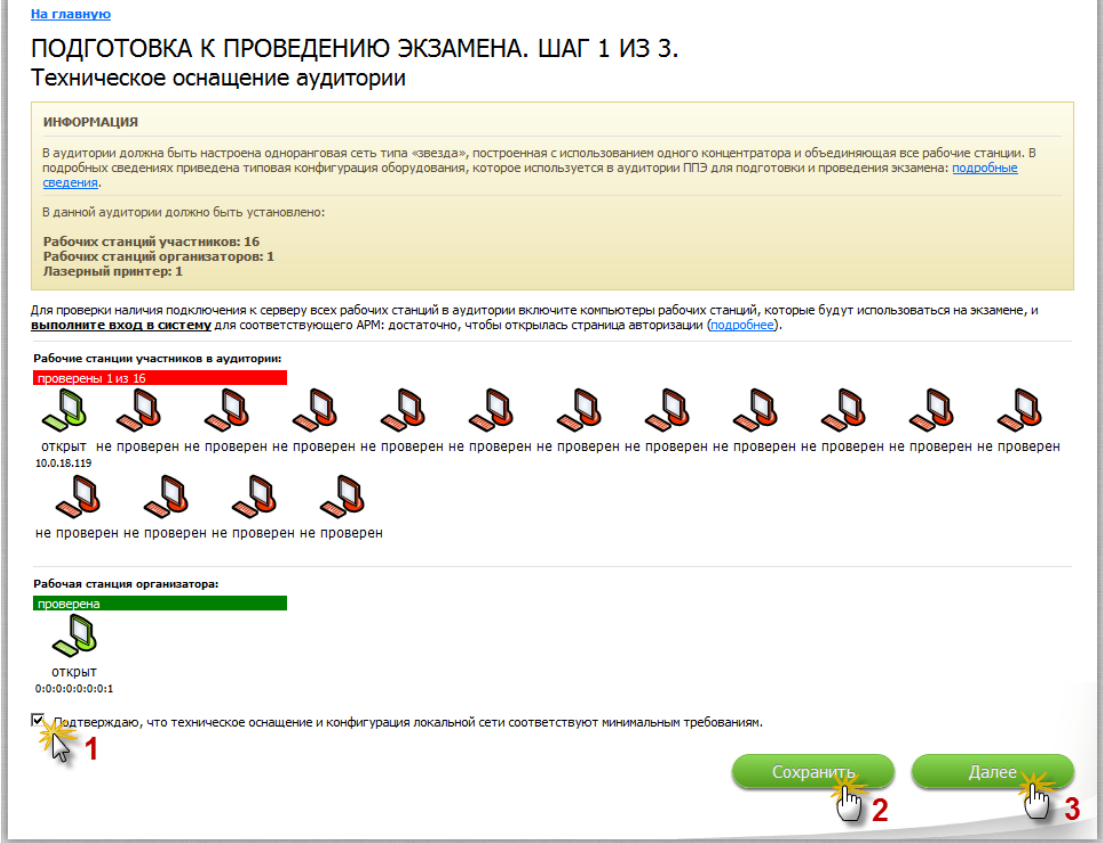 На главную
ПОДГОТОВКА К ПРОВЕДЕНИЮ ЭКЗАМЕНА. ШАГ 1 ИЗ 3.
Техническое оснащение аудитории
ИНФОРМАЦИЯ
В аудитории должна быть настроена одноранговая сеть типа «звезда», построенная с использованием одного концентратора и объединяющая все рабочие станции. В
подробных сведениях приведена типовая конфигурация оборудования, которое используется в аудитории ППЭ для подготовки и проведения экзамена: подробные
сведения.
В данной аудитории должно быть установлено:
Рабочих станций участников: 16
Рабочих станций организаторов: 1
Лазерный принтер: 1
Для проверки наличия подключения к серверу всех рабочих станций в аудитории включите компьютеры рабочих станций, которые будут использоваться на экзамене, и
выполните вход в систему для соответствующего АРМ: достаточно, чтобы открылась страница авторизации (подробнее).
Рабочие станции участников в аудитории:
проверены 1 из 16
открыт не проверен не проверен не проверен не проверен не проверен не проверен не проверен не проверен не проверен не проверен не проверен
10.0.18.119
не проверен не проверен не проверен не проверен
Рабочая станция организатора:
проверена
открыт
0:0:0:0:0:0:0:1
Подтверждаю, что техническое оснащение и конфигурация локальной сети соответствуют минимальным требованиям.
1
Сохранить Далее
2 3